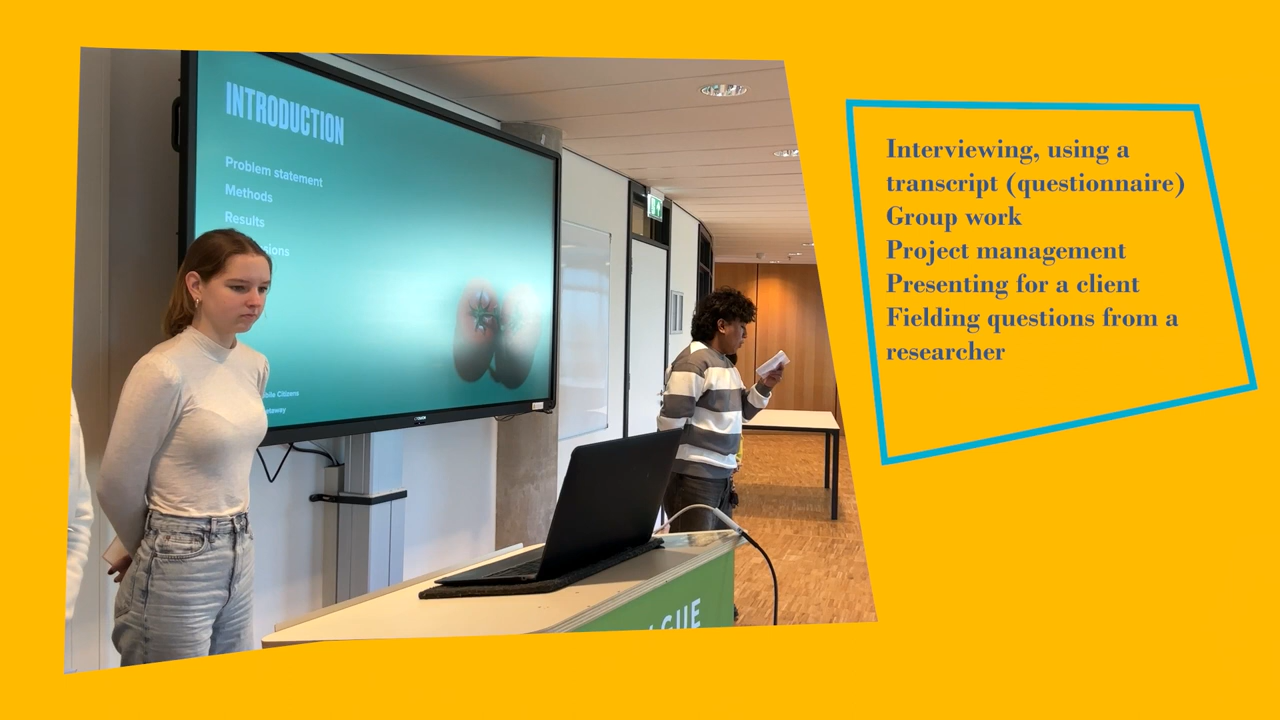 INTRODUCTION
Problem statement
Methods
Results
Interviewing, using a
transcript (questionnaire)
Group work
Project management
Presenting for a client
Fielding questions from a
researcher